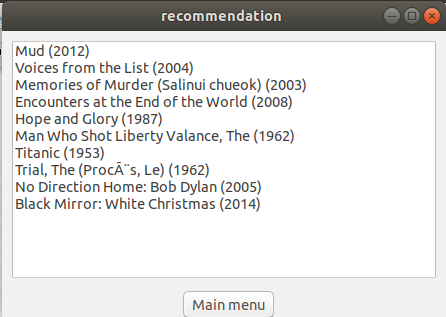 recommendation
Mud (2012)
Voices from the List (2004)
Memories of Murder (Salinui chueok) (2003)
Encounters at the End of the World (2008)
Hope and Glory (1987)
Man Who Shot Liberty Valance, The (1962)
Titanic (1953)
Trial, The (ProcÃ¨s, Le) (1962)
No Direction Home: Bob Dylan (2005)
Black Mirror: White Christmas (2014)
Main menu